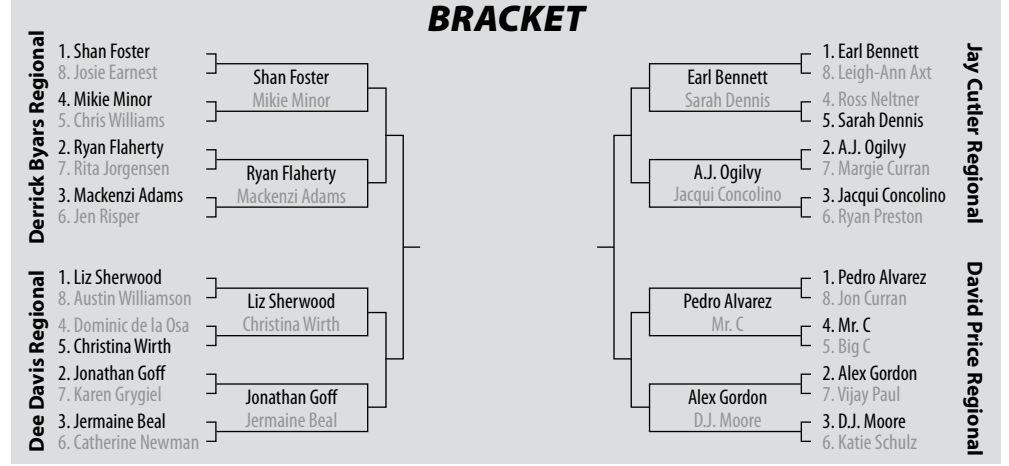 BRACKET
Derrick Byars Regional
1. Shan Foster
8. Josie Earnest
4. Mikie Minor
5. Chris Williams
2. Ryan Flaherty
7. Rita Jorgensen
3. Mackenzi Adams
6. Jen Risper
Shan Foster
Mikie Minor
Ryan Flaherty
Mackenzi Adams
Dee Davis Regional
1. Liz Sherwood
8. Austin Williamson
4. Dominic de la Osa
5. Christina Wirth
2. Jonathan Goff
7. Karen Grygiel
3. Jermaine Beal
6. Catherine Newman
Liz Sherwood
Christina Wirth
Jonathan Goff
Jermaine Beal
Earl Bennett
Sarah Dennis
A.J. Ogilvy
Jacqui Concolino
1. Earl Bennett
8. Leigh-Ann Axt
4. Ross Neltner
5. Sarah Dennis
2. A.J. Ogilvy
7. Margie Curran
3. Jacqui Concolino
6. Ryan Preston
Jay Cutler Regional
Pedro Alvarez
Mr. C
Alex Gordon
D.J. Moore
1. Pedro Alvarez
8. Jon Curran
4. Mr. C
5. Big C
2. Alex Gordon
7. Vijay Paul
3. D.J. Moore
6. Katie Schulz
David Price Regional